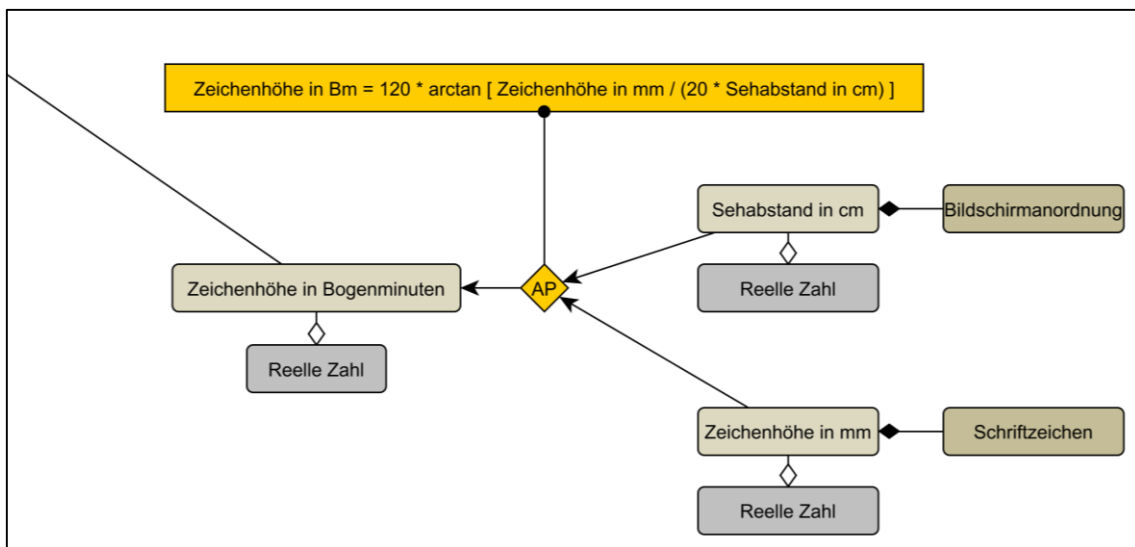 Zeichenhöhe in Bm = 120 * arctan [ Zeichenhöhe in mm / (20 * Sehabstand in cm) ]
Sehabstand in cm
Bildschirmanordnung
Reelle Zahl
Zeichenhöhe in Bogenminuten
AP
Reelle Zahl
Zeichenhöhe in mm
Schriftzeichen
Reelle Zahl